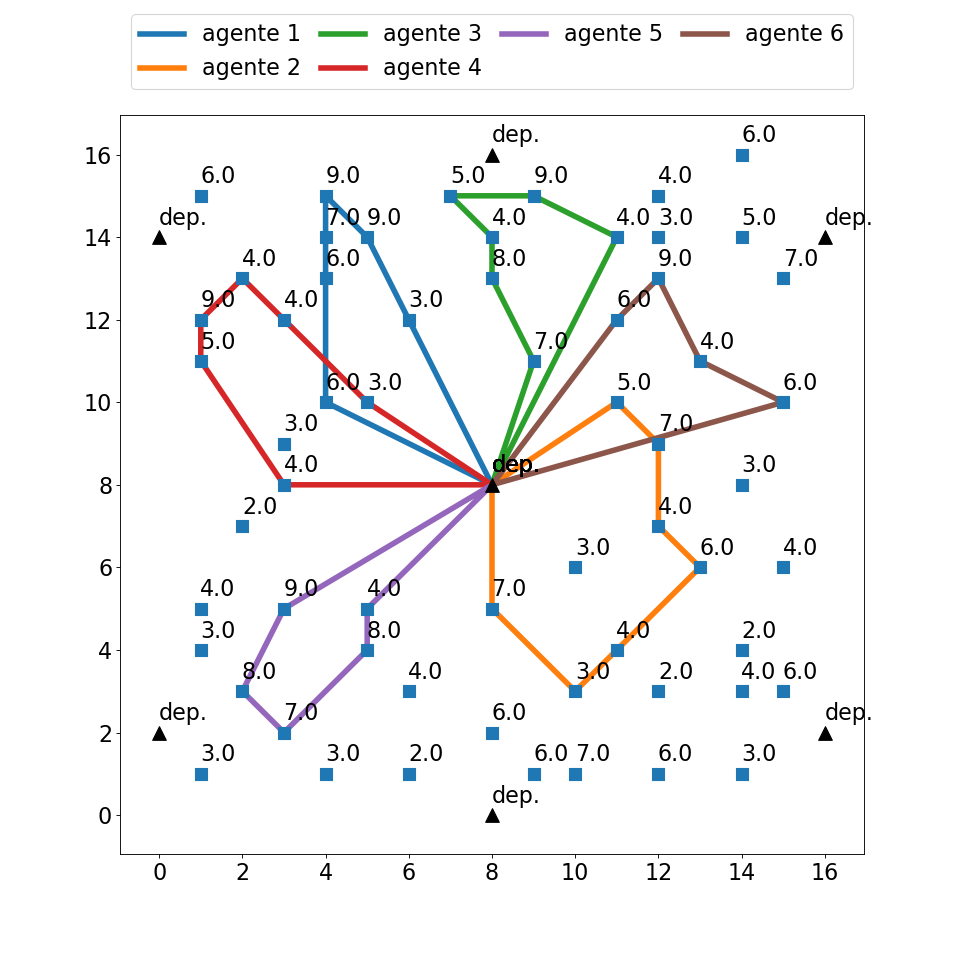 agente 1 agente 3 agente 5 agente 6
agente 2 agente 4
dep. 6.0
16
6.0 9.0 5.0 9.0 4.0
dep. 7.0 9.0 4.0 4.0 3.0 5.0 dep.
14
4.0 6.0 8.0 9.0 7.0
9.0 4.0 3.0 6.0
12
5.0 7.0 4.0
6.0 3.0 5.0 6.0
10
3.0 7.0
4.0 dep. 3.0
8
2.0 4.0
3.0 6.0 4.0
6
4.0 9.0 4.0 7.0
3.0 8.0 4.0 2.0
4
8.0 4.0 3.0 2.0 4.0 6.0
dep. 7.0 6.0 dep.
2
3.0 3.0 2.0 6.0 7.0 6.0 3.0
dep.
0
0 2 4 6 8 10 12 14 16